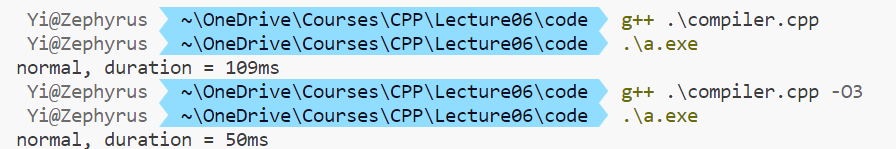 Yi@Zephyrus ~\OneDrive\Courses\CPP\Lecture06\code g++ .\compiler.cpp
Yi@Zephyrus ~\OneDrive\Courses\CPP\Lecture06\code .\a.exe
normal, duration = 109ms
Yi@Zephyrus ~\OneDrive\Courses\CPP\Lecture06\code g++ .\compiler.cpp -O3
Yi@Zephyrus ~\OneDrive\Courses\CPP\Lecture06\code .\a.exe
normal, duration = 50ms